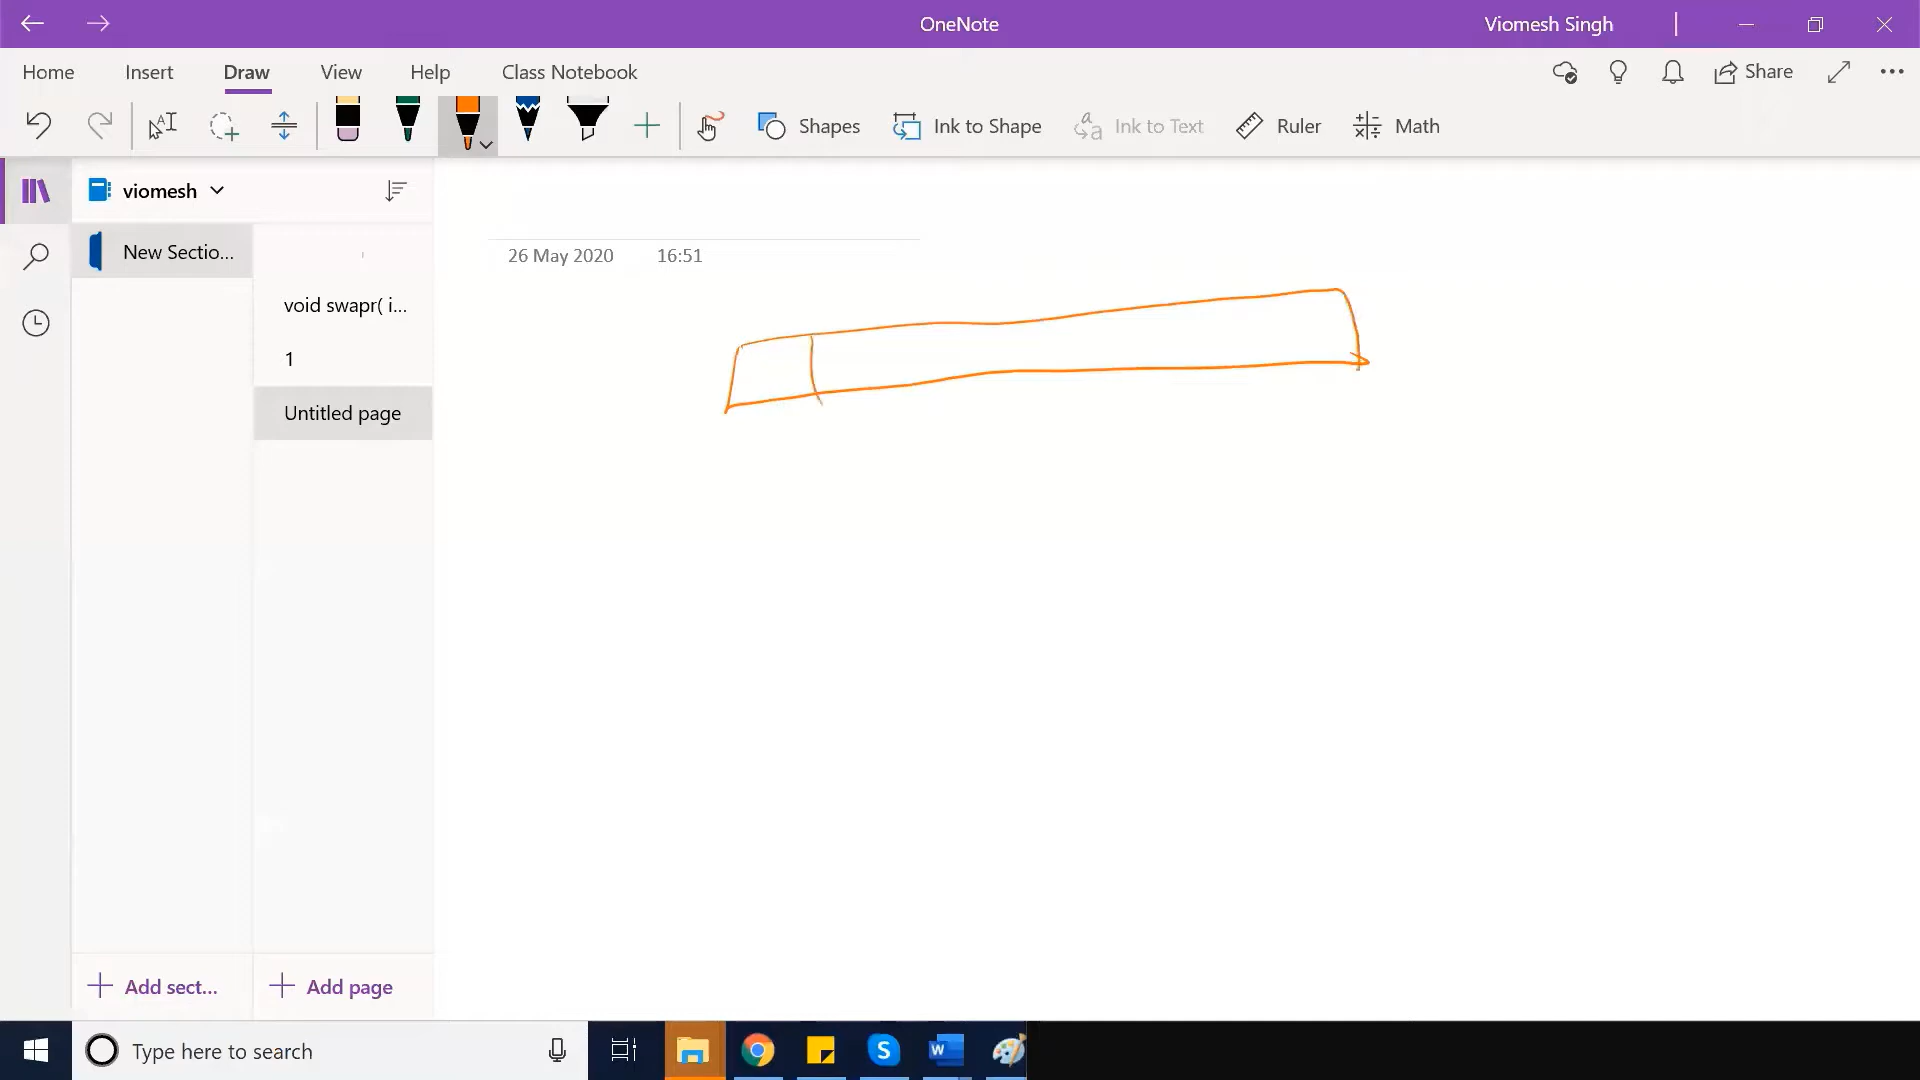 OneNote
Viomesh Singh
Home Insert Draw View Help Class Notebook
Share
Shapes Ink to Shape Ink to Text Ruler Math
viomesh
New Sectio...
void swapr( i...
1
Untitled page
26 May 2020 16:51
Add sect...
Add page
Type here to search